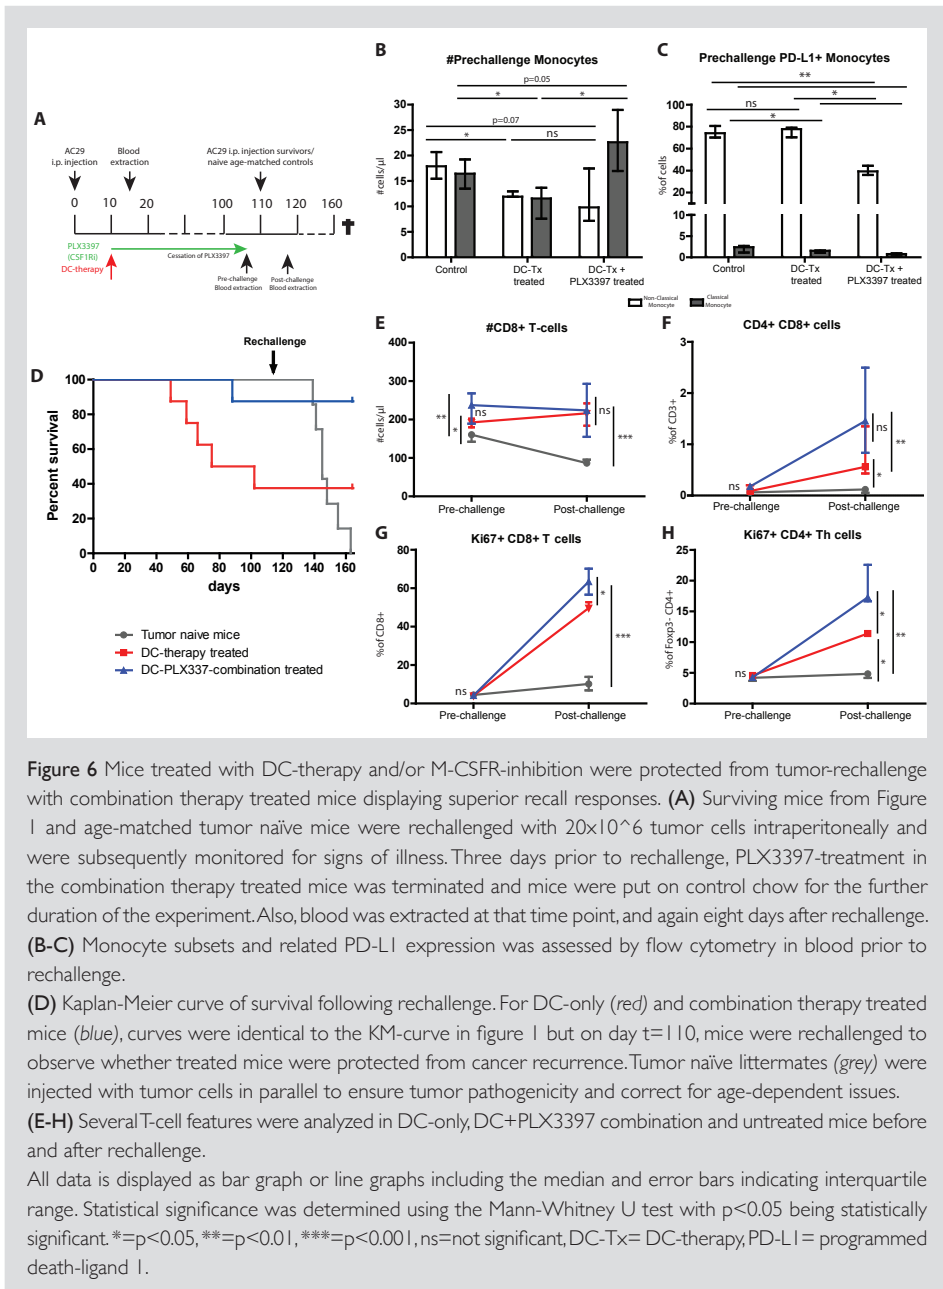 A
AC29
i.p. injection
Blood
extraction
AC29 i.p. injection survivors/
naive age-matched controls
0 10 20 100 110 120 160
PLX3397
(CSF1Ri)
DC-therapy
Cessation of PLX3397
Pre-challenge
Blood extraction
Post-challenge
Blood extraction
B
#Prechallenge Monocytes
p=0.05
* *
p=0.07
* ns
#cells/µl
30
25
20
15
10
5
0
Control
DC-Tx
treated
DC-Tx +
PLX3397 treated
C
Prechallenge PD-L1+ Monocytes
**
ns *
* *
%of cells
100
80
60
40
20
10
5
0
Control
DC-Tx
treated
DC-Tx +
PLX3397 treated
Non-Classical
Monocyte
Classical
Monocyte
D
Rechallenge
Percent survival
100
80
60
40
20
0
0 20 40 60 80 100 120 140 160
days
Tumor naive mice
DC-therapy treated
DC-PLX337-combination treated
E
#CD8+ T-cells
#cells/µl
400
300
200
100
0
** * ns
ns ***
Pre-challenge Post-challenge
F
CD4+ CD8+ cells
%of CD3+
3
2
1
0
ns
ns
**
*
Pre-challenge Post-challenge
G
Ki67+ CD8+ T cells
%of CD8+
80
60
40
20
0
ns
*
***
Pre-challenge Post-challenge
H
Ki67+ CD4+ Th cells
%of Foxp3- CD4+
25
20
15
10
5
0
ns
*
**
*
Pre-challenge Post-challenge
Figure 6 Mice treated with DC-therapy and/or M-CSFR-inhibition were protected from tumor-rechallenge
with combination therapy treated mice displaying superior recall responses. (A) Surviving mice from Figure
1 and age-matched tumor naïve mice were rechallenged with 20x10^6 tumor cells intraperitoneally and
were subsequently monitored for signs of illness. Three days prior to rechallenge, PLX3397-treatment in
the combination therapy treated mice was terminated and mice were put on control chow for the further
duration of the experiment. Also, blood was extracted at that time point, and again eight days after rechallenge.
(B-C) Monocyte subsets and related PD-L1 expression was assessed by flow cytometry in blood prior to
rechallenge.
(D) Kaplan-Meier curve of survival following rechallenge. For DC-only (red) and combination therapy treated
mice (blue), curves were identical to the KM-curve in figure 1 but on day t=110, mice were rechallenged to
observe whether treated mice were protected from cancer recurrence. Tumor naïve littermates (grey) were
injected with tumor cells in parallel to ensure tumor pathogenicity and correct for age-dependent issues.
(E-H) Several T-cell features were analyzed in DC-only, DC+PLX3397 combination and untreated mice before
and after rechallenge.
All data is displayed as bar graph or line graphs including the median and error bars indicating interquartile
range. Statistical significance was determined using the Mann-Whitney U test with p<0.05 being statistically
significant. *=p<0.05, **=p<0.01, ***=p<0.001, ns=not significant, DC-Tx= DC-therapy, PD-L1= programmed
death-ligand 1.